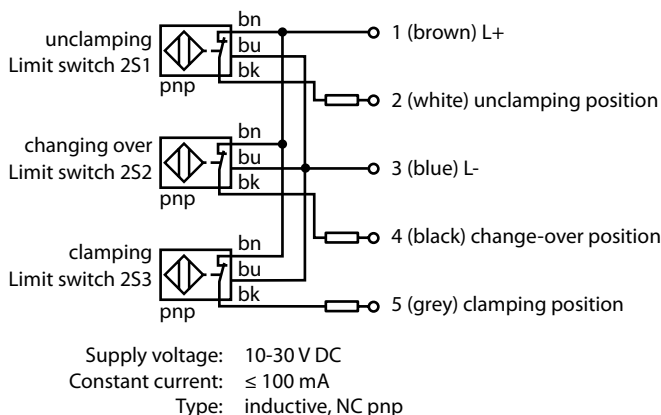 bn
unclamping
Limit switch 2S1
bu
bk
pnp
1 (brown) L+
2 (white) unclamping position
bn
changing over
Limit switch 2S2
bu
bk
pnp
3 (blue) L-
4 (black) change-over position
bn
clamping
Limit switch 2S3
bu
bk
pnp
5 (grey) clamping position
Supply voltage: 10-30 V DC
Constant current: ≤ 100 mA
Type: inductive, NC pnp